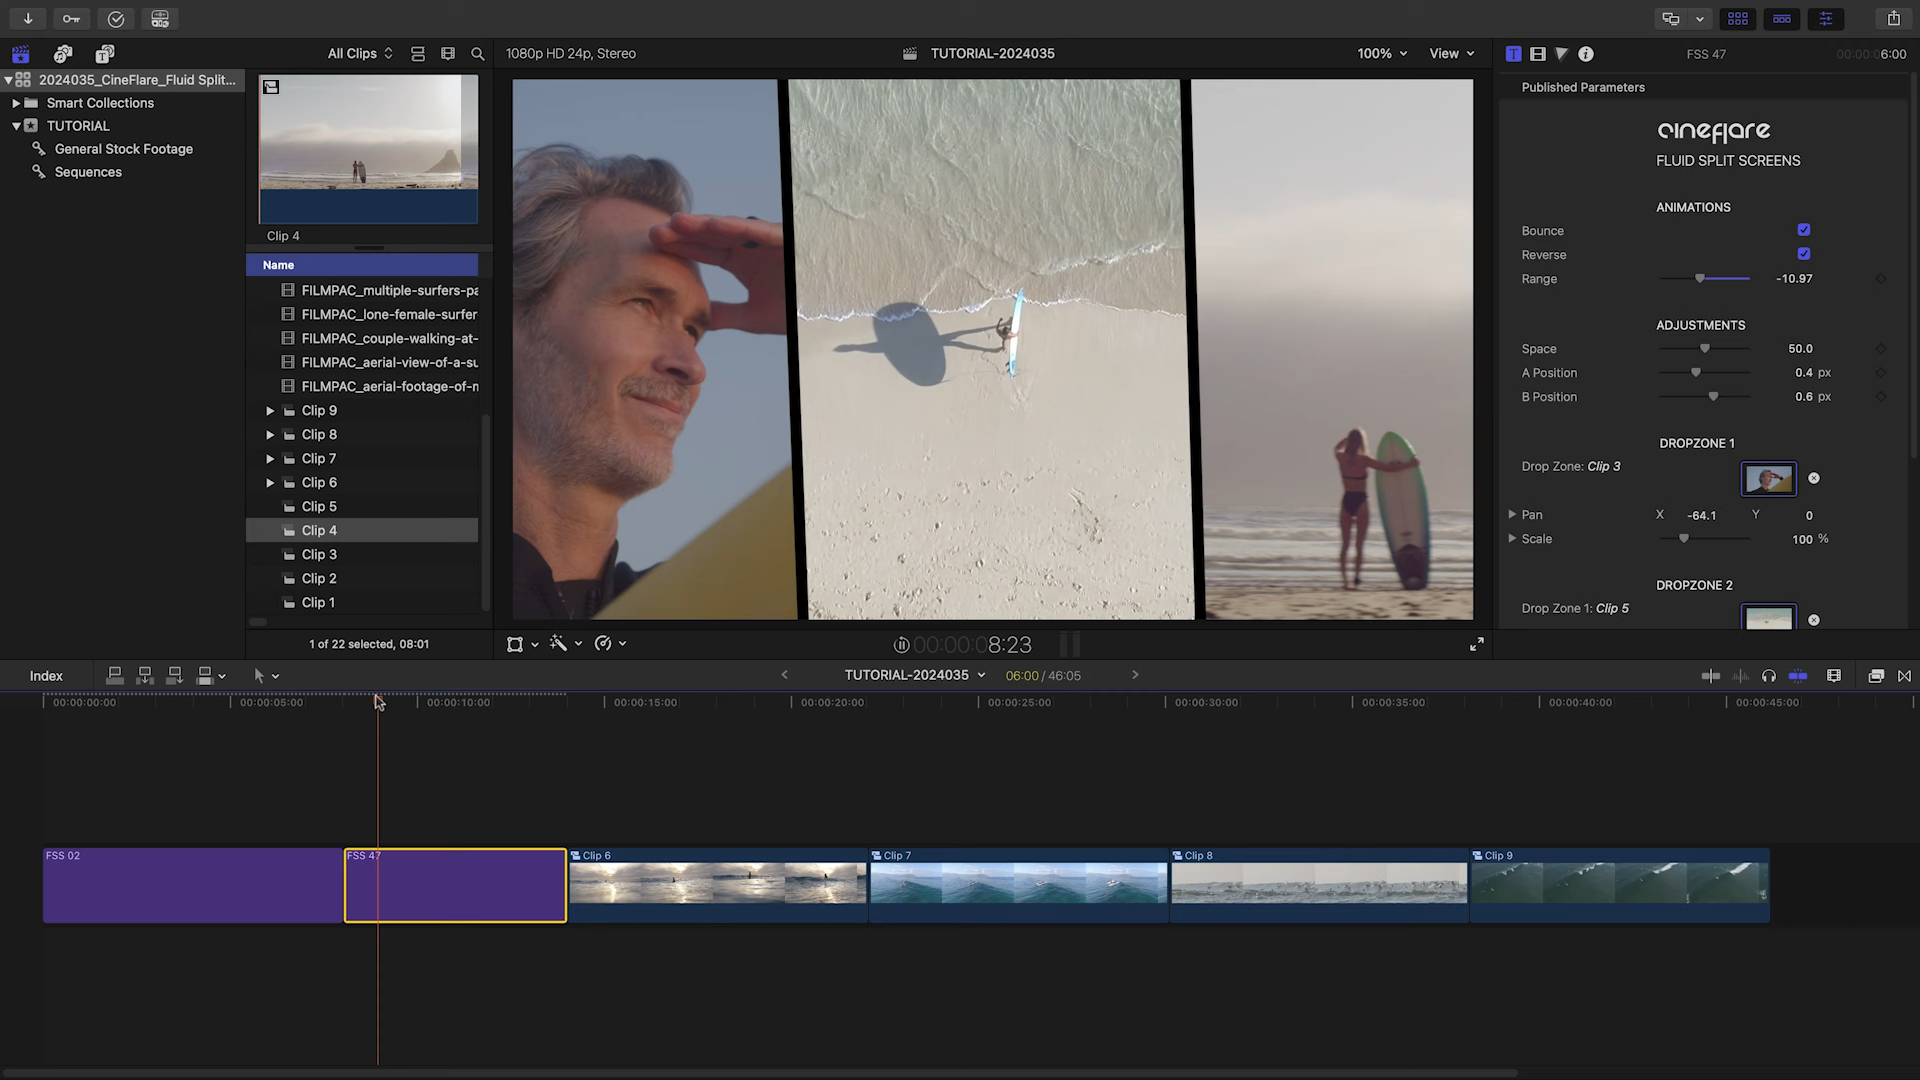 All Clips
1080p HD 24p, Stereo
TUTORIAL-2024035
100%
View
FSS 47
00:00:06:00
2024035_CineFlare_Fluid Split...
Smart Collections
TUTORIAL
General Stock Footage
Sequences
Clip 4
Name
FILMPAC_multiple-surfers-pa
FILMPAC_lone-female-surfer
FILMPAC_couple-walking-at-
FILMPAC_aerial-view-of-a-su
FILMPAC_aerial-footage-of-m
Clip 9
Clip 8
Clip 7
Clip 6
Clip 5
Clip 4
Clip 3
Clip 2
Clip 1
1 of 22 selected, 08:01
00:00:08:23
Published Parameters
cineflare
FLUID SPLIT SCREENS
ANIMATIONS
Bounce
Reverse
Range -10.97
ADJUSTMENTS
Space 50.0
A Position 0.4 px
B Position 0.6 px
DROPZONE 1
Drop Zone: Clip 3
Pan X -64.1 Y 0
Scale 100 %
DROPZONE 2
Drop Zone 1: Clip 5
Index
TUTORIAL-2024035
06:00 / 46:05
00:00:00:00
00:00:05:00
00:00:10:00
00:00:15:00
00:00:20:00
00:00:25:00
00:00:30:00
00:00:35:00
00:00:40:00
00:00:45:00
FSS 02
FSS 47
Clip 6
Clip 7
Clip 8
Clip 9